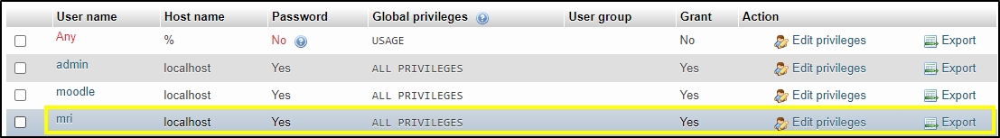 User name Host name Password Global privileges User group Grant Action
Any % No USAGE No Edit privileges Export
admin localhost Yes ALL PRIVILEGES Yes Edit privileges Export
moodle localhost Yes ALL PRIVILEGES Yes Edit privileges Export
mri localhost Yes ALL PRIVILEGES Yes Edit privileges Export